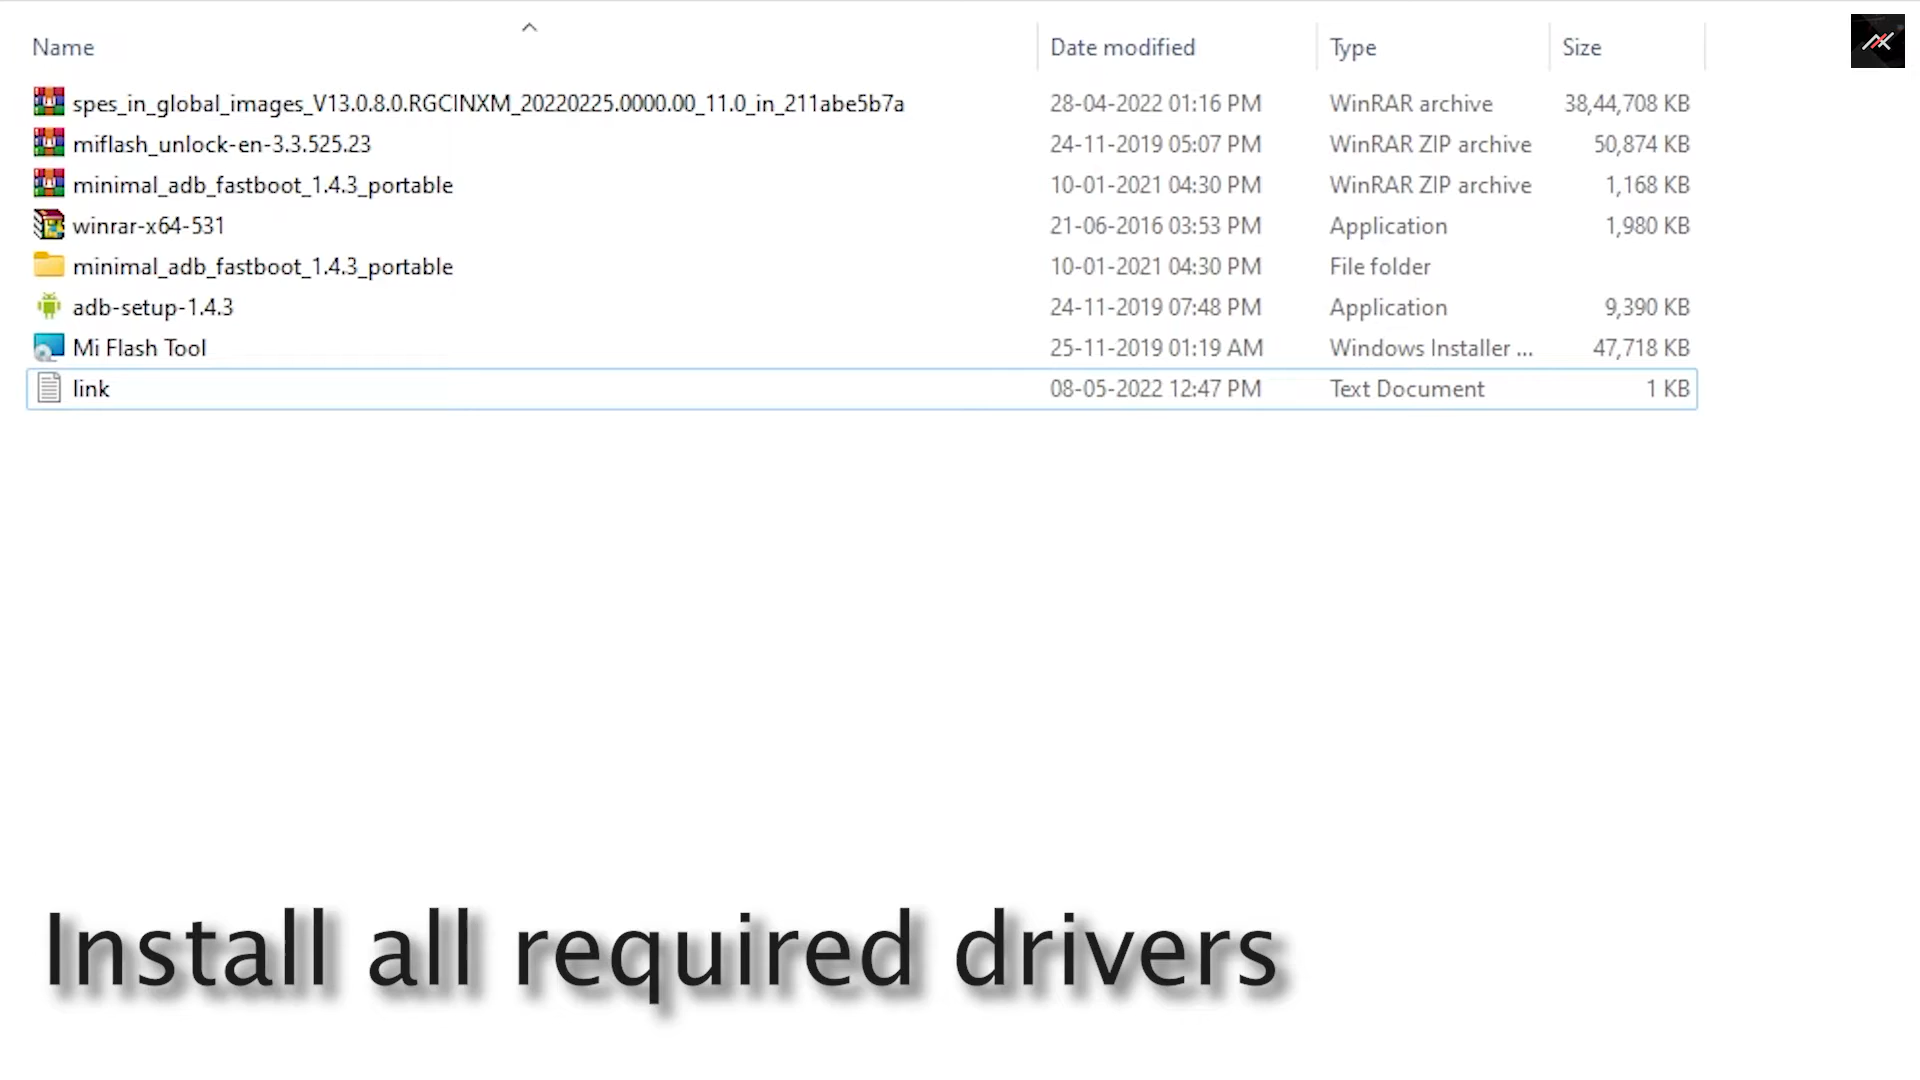 Name Date modified Type Size
spes_in_global_images_V13.0.8.0.RGCINXM_20220225.0000.00_11.0_in_211abe5b7a 28-04-2022 01:16 PM WinRAR archive 38,44,708 KB
miflash_unlock-en-3.3.525.23 24-11-2019 05:07 PM WinRAR ZIP archive 50,874 KB
minimal_adb_fastboot_1.4.3_portable 10-01-2021 04:30 PM WinRAR ZIP archive 1,168 KB
winrar-x64-531 21-06-2016 03:53 PM Application 1,980 KB
minimal_adb_fastboot_1.4.3_portable 10-01-2021 04:30 PM File folder
adb-setup-1.4.3 24-11-2019 07:48 PM Application 9,390 KB
Mi Flash Tool 25-11-2019 01:19 AM Windows Installer ... 47,718 KB
link 08-05-2022 12:47 PM Text Document 1 KB
Install all required drivers